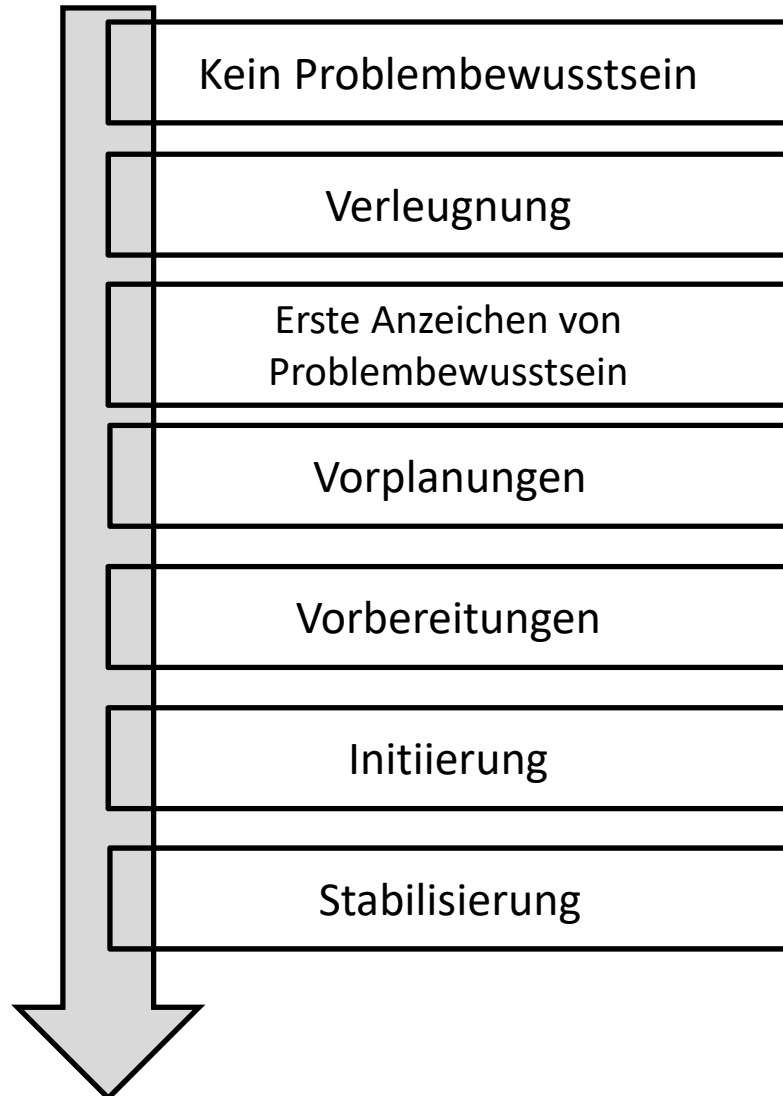 Kein Problembewusstsein
Verleugnung
Erste Anzeichen von
Problembewusstsein
Vorplanungen
Vorbereitungen
Initiierung
Stabilisierung